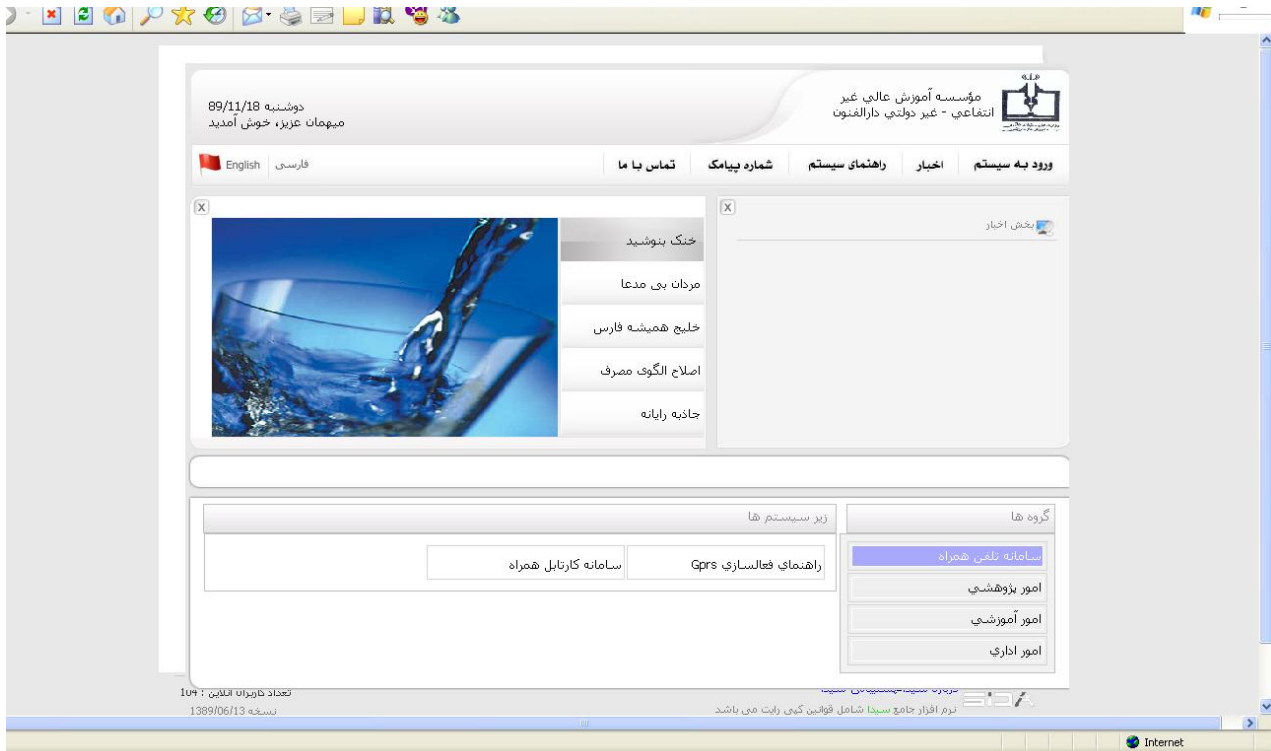 مؤسسه آموزش عالي غير
انتفاعي - غير دولتي دارالفنون
دوشنبه 89/11/18
ميهمان عزيز، خوش آمديد
ورود به سیستم
اخبار
راهنمای سیستم
شماره پیامک
تماس با ما
فارسی
English
X
X
بخش اخبار
خنک بنوشید
مردان بی مدعا
خلیج همیشه فارس
اصلاح الگوی مصرف
جاذبه رایانه
گروه ها
زیر سیستم ها
سامانه تلفن همراه
امور پژوهشي
امور آموزشي
امور اداري
راهنماي فعالسازي Gprs
سامانه کارتابل همراه
تعداد کاربران آنلاین : 104
نرم افزار جامع سیدا شامل قوانین کپی رایت می باشد
نسخه 1389/06/13
Internet